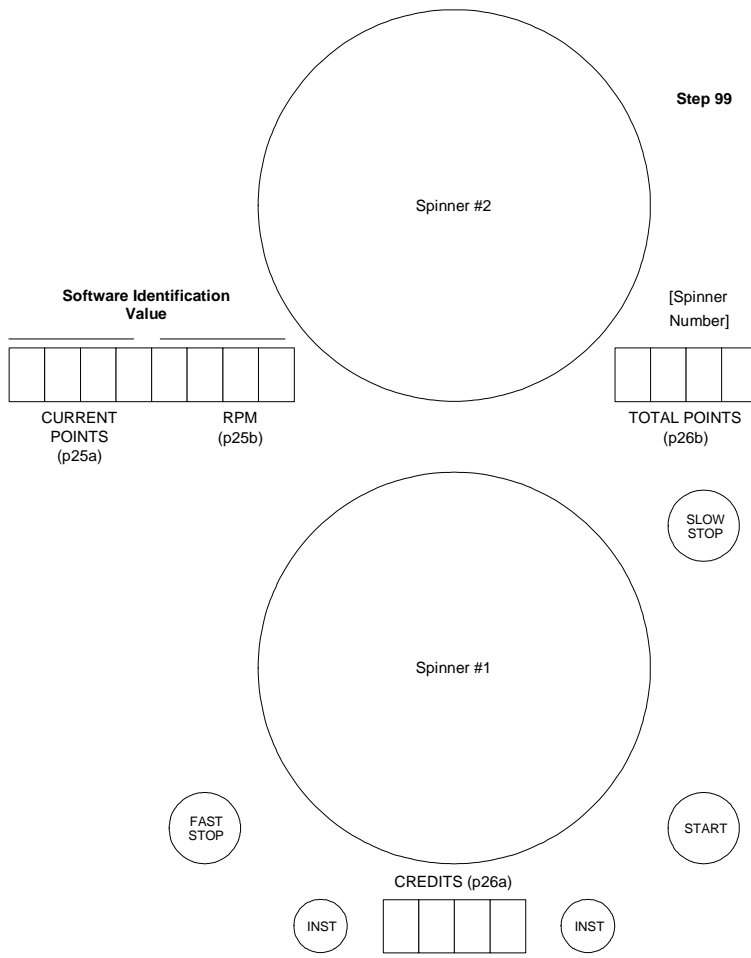 Step 99
Spinner #2
Software Identification
Value
[Spinner
Number]
CURRENT
POINTS
(p25a)
RPM
(p25b)
TOTAL POINTS
(p26b)
SLOW
STOP
Spinner #1
FAST
STOP
START
CREDITS (p26a)
INST
INST